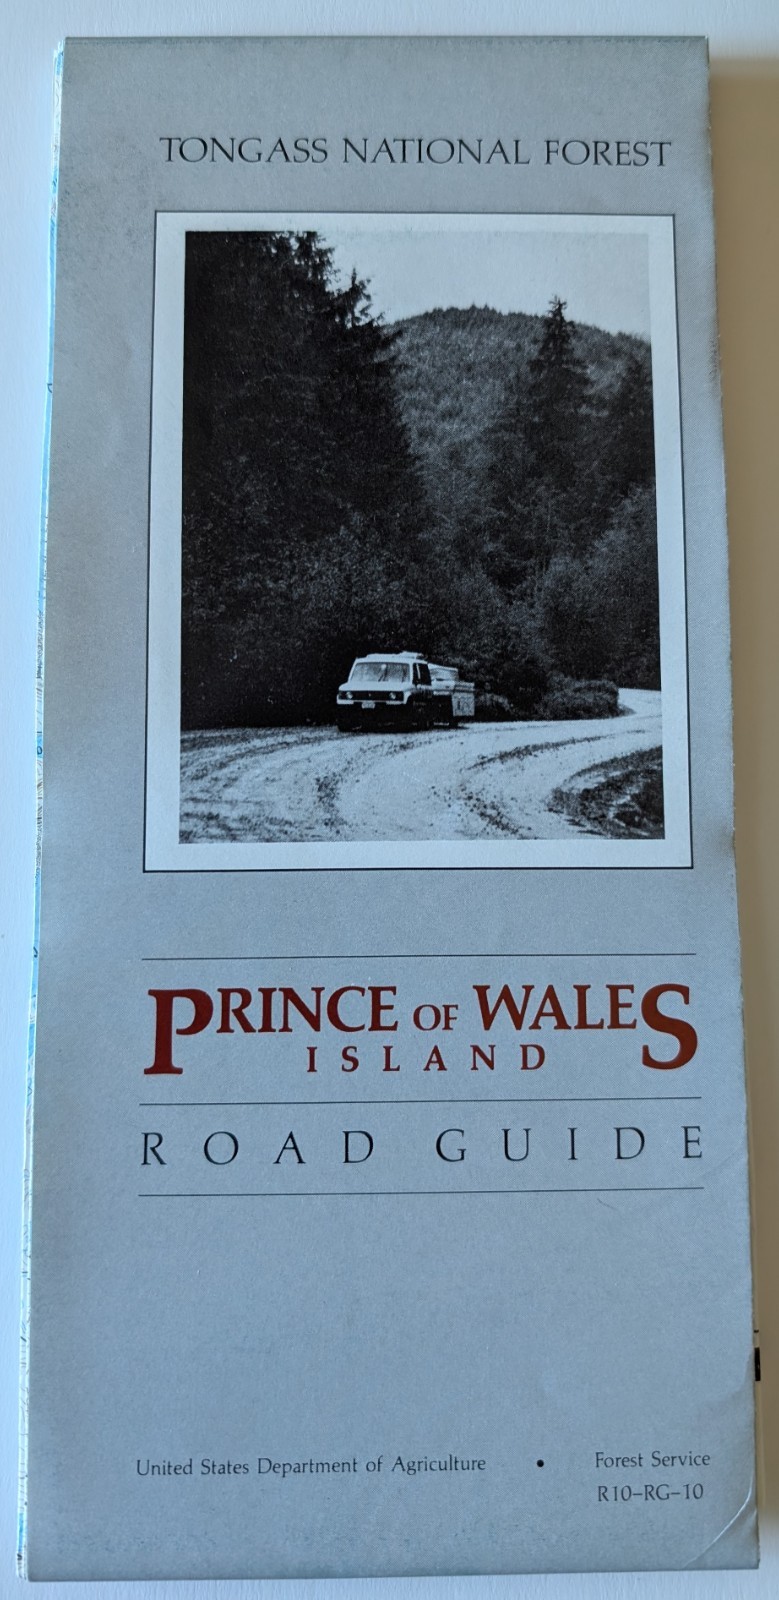 TONGASS NATIONAL FOREST
PRINCE OF WALES
ISLAND
ROAD GUIDE
United States Department of Agriculture • Forest Service
R10–RG–10